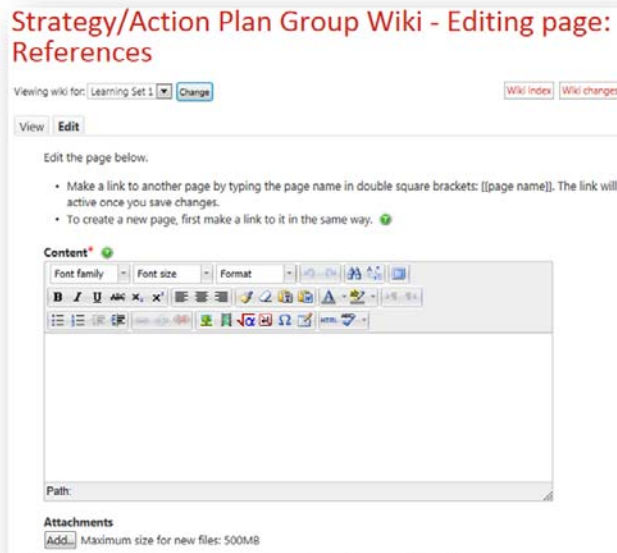 Strategy/Action Plan Group Wiki - Editing page:
References
Viewing wiki for: Learning Set 1 Change Wiki index Wiki changes
View Edit
Edit the page below.
• Make a link to another page by typing the page name in double square brackets: [[page name]]. The link will
active once you save changes.
• To create a new page, first make a link to it in the same way.
Content*
Font family Font size Format
B I U ABC x, x'
A
Ω HTML
Path:
Attachments
Add... Maximum size for new files: 500MB